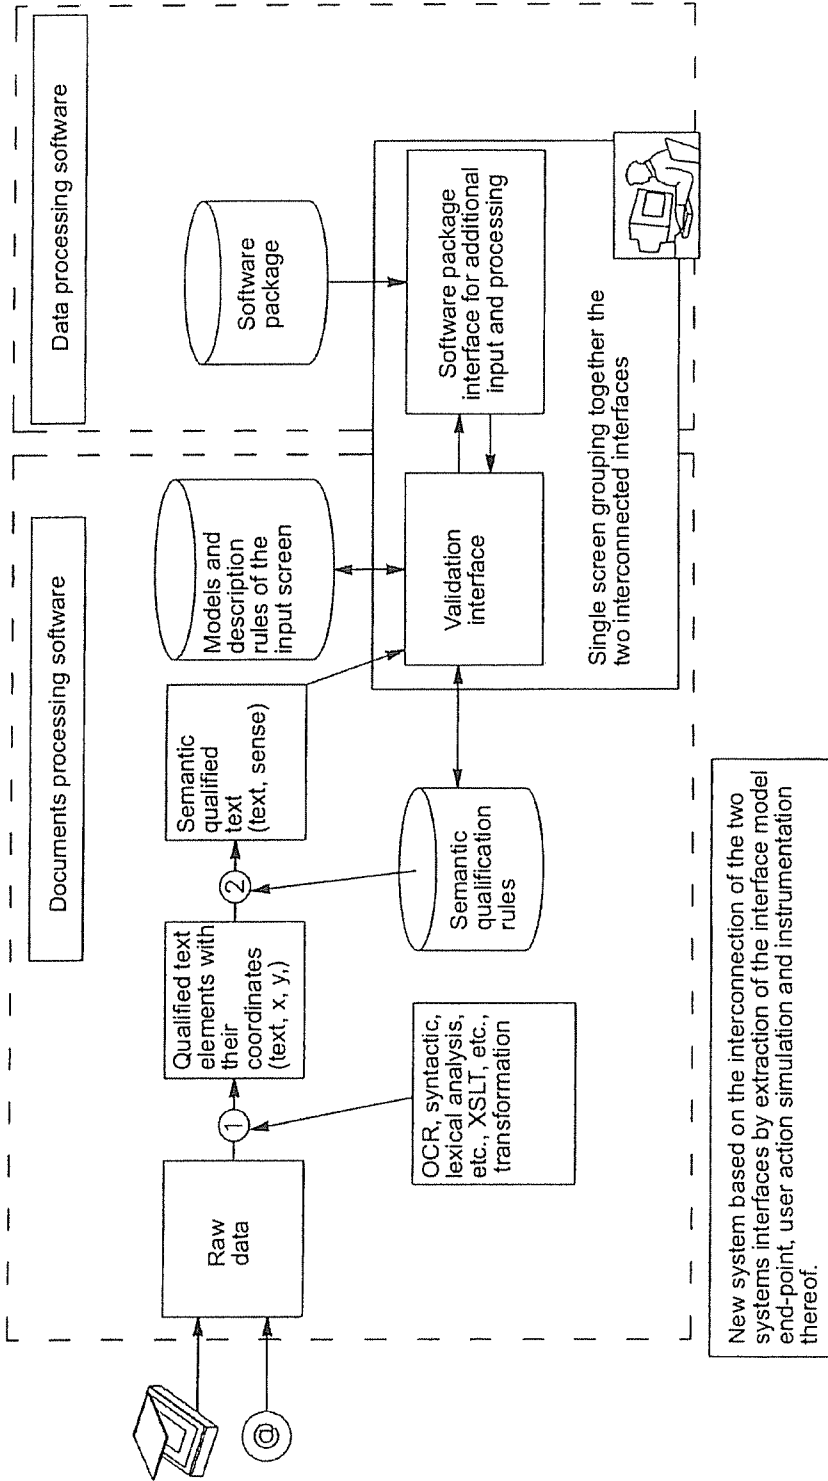 Documents processing software
Data processing software
@
Raw
data
1
Qualified text
elements with
their
coordinates
(text, x, y,)
2
Semantic
qualified
text
(text, sense)
Models and
description
rules of the
input screen
Software
package
OCR, syntactic,
lexical analysis,
etc., XSLT, etc.,
transformation
Semantic
qualification
rules
Validation
interface
Software package
interface for additional
input and processing
Single screen grouping together the
two interconnected interfaces
New system based on the interconnection of the two
systems interfaces by extraction of the interface model
end-point, user action simulation and instrumentation
thereof.